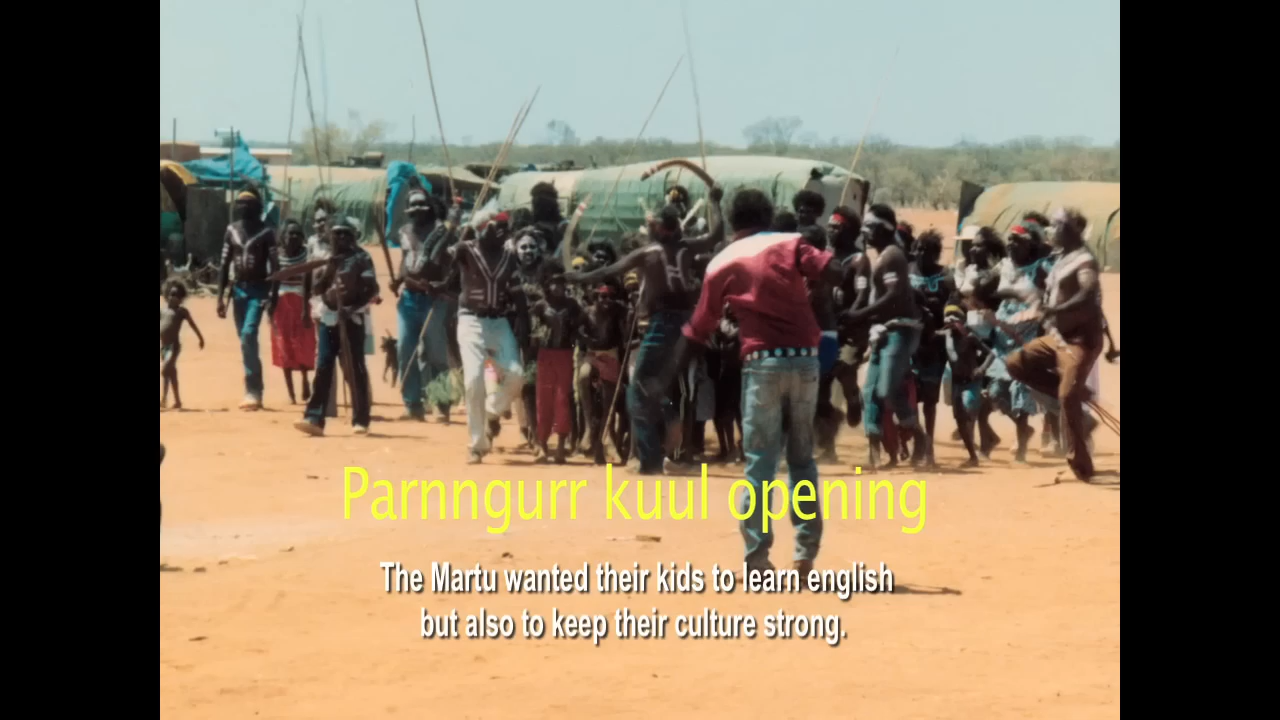 Parnngurr kuul opening
The Martu wanted their kids to learn english
but also to keep their culture strong.